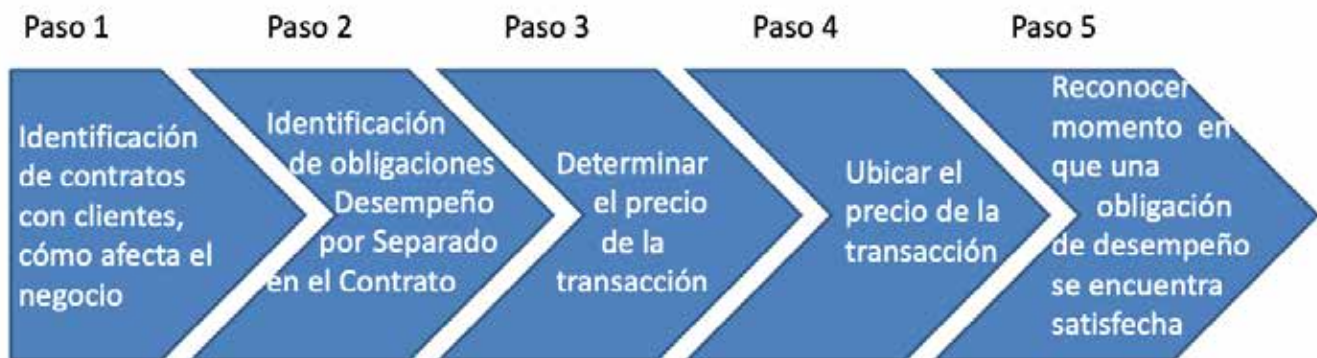 Paso 1
Paso 2
Paso 3
Paso 4
Paso 5
Identificación
de contratos
con clientes,
cómo afecta el
negocio
Identificación
de obligaciones
Desempeño
por Separado
en el Contrato
Determinar
el precio
de la
transacción
Ubicar el
precio de la
transacción
Reconocer
momento en
que una
obligación
de desempeño
se encuentra
satisfecha